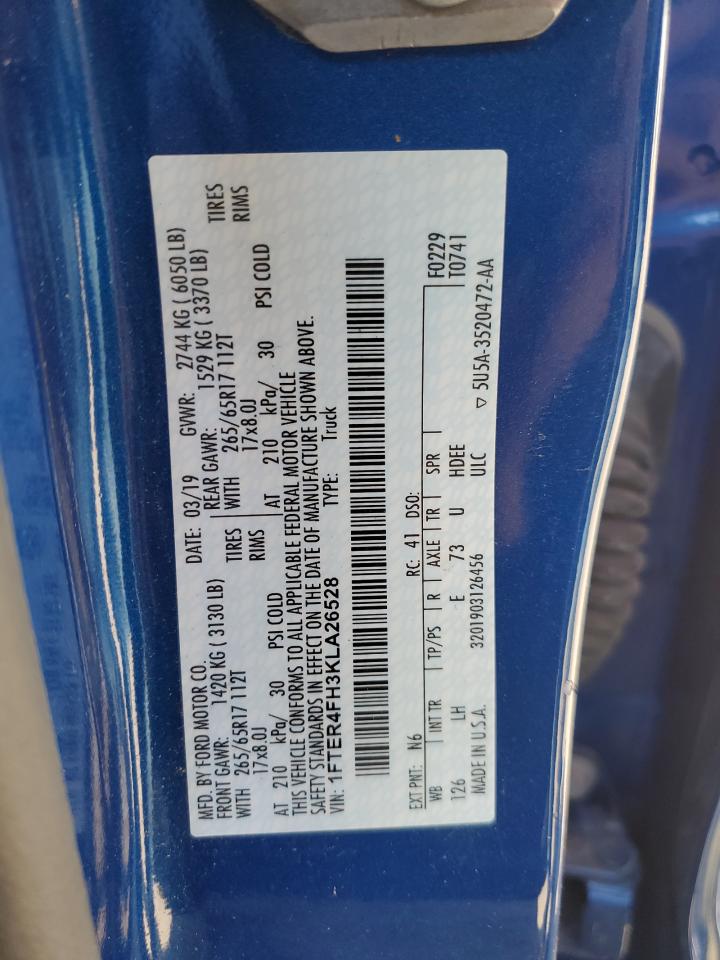 MFD. BY FORD MOTOR CO. DATE: 03/19 GVWR: 2744 KG ( 6050 LB)
FRONT GAWR: 1420 KG ( 3130 LB) REAR GAWR: 1529 KG ( 3370 LB)
WITH 265/65R17 112T TIRES WITH 265/65R17 112T TIRES
17x8.0J RIMS 17x8.0J RIMS
AT 210 kPa/ 30 PSI COLD AT 210 kPa/ 30 PSI COLD
THIS VEHICLE CONFORMS TO ALL APPLICABLE FEDERAL MOTOR VEHICLE
SAFETY STANDARDS IN EFFECT ON THE DATE OF MANUFACTURE SHOWN ABOVE.
VIN: 1FTER4FH3KLA26528 TYPE: Truck
EXT PNT: N6 RC: 41 DSO: F0229
WB INT TR TP/PS R AXLE TR SPR T0741
126 LH E 73 U HDEE
MADE IN U.S.A. 3201903126456 ULC ▽ 5U5A-3520472-AA